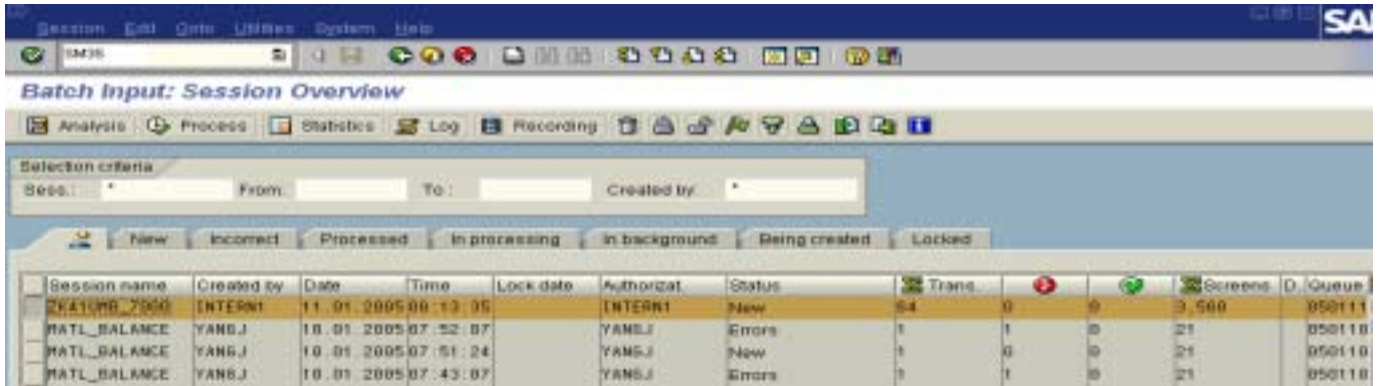 Session Edit Goto Utilities System Help
SAP
SM35
Batch Input: Session Overview
Analysis Process Statistics Log Recording
Selection criteria
Sess.: * From: To : Created by *
New Incorrect Processed In processing In background Being created Locked
Session name Created by Date Time Lock date Authorizat. Status Trans. Screens D. Queue
INTERN1 11.01.2005 INTERN1 New 64 0 0 050111
MATL_BALANCE YANGJ 10.01.2005 07:52:07 YANGJ Errors 1 1 0 21 050110
MATL_BALANCE YANGJ 10.01.2005 07:51:24 YANGJ New 1 0 0 21 050110
MATL_BALANCE YANGJ 10.01.2005 07:43:07 YANGJ Errors 1 1 0 21 050110